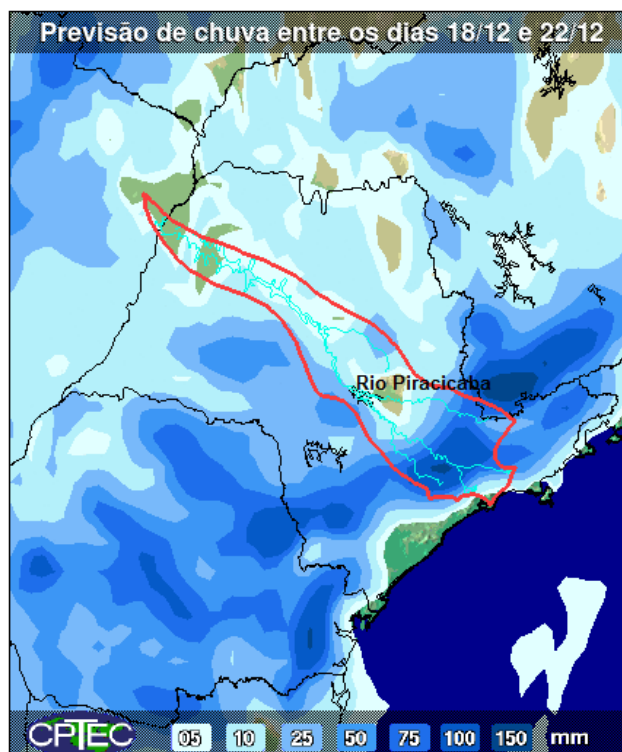 Previsão de chuva entre os dias 18/12 e 22/12
Rio Piracicaba
CPTEC 05 10 25 50 75 100 150 mm